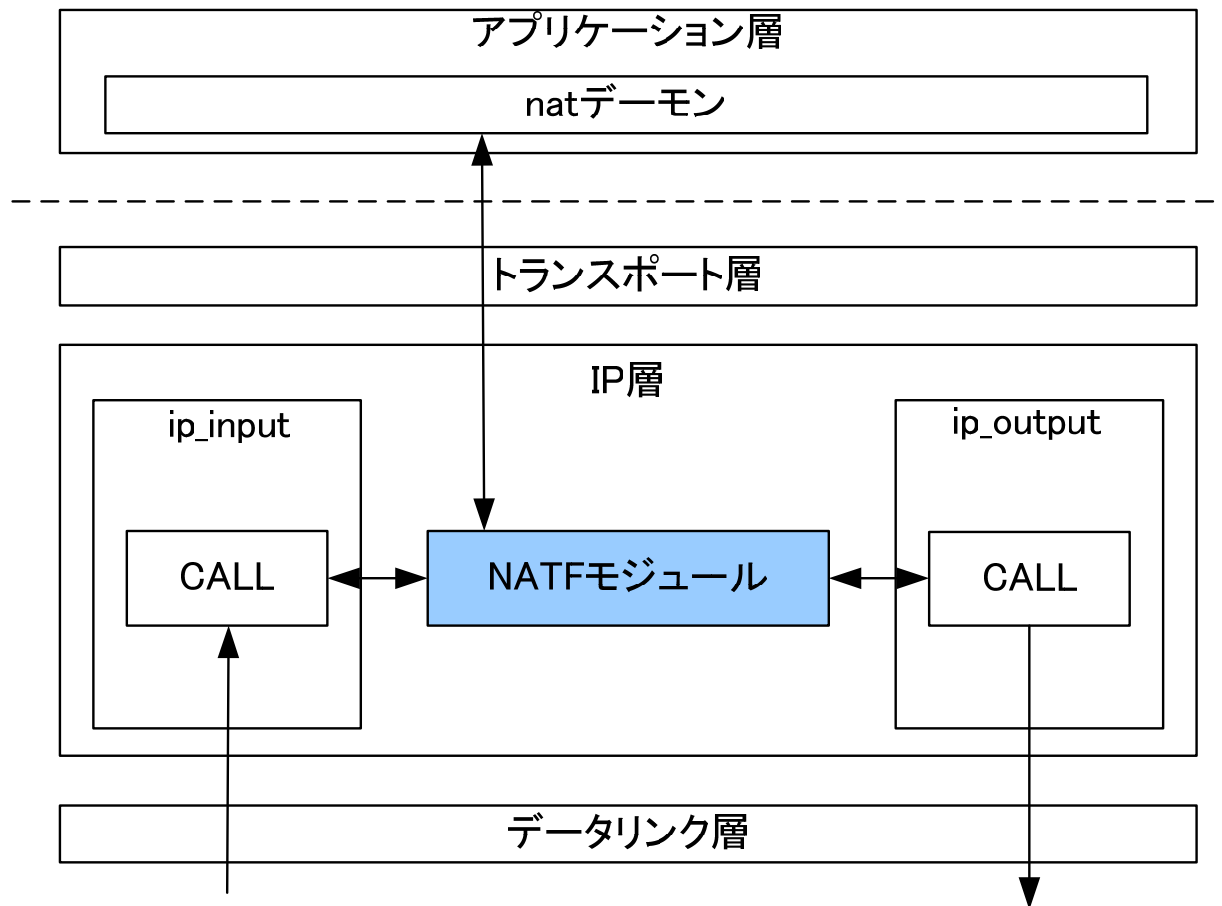 アプリケーション層
natデーモン
トランスポート層
IP層
ip_input
ip_output
CALL
NATFモジュール
CALL
データリンク層